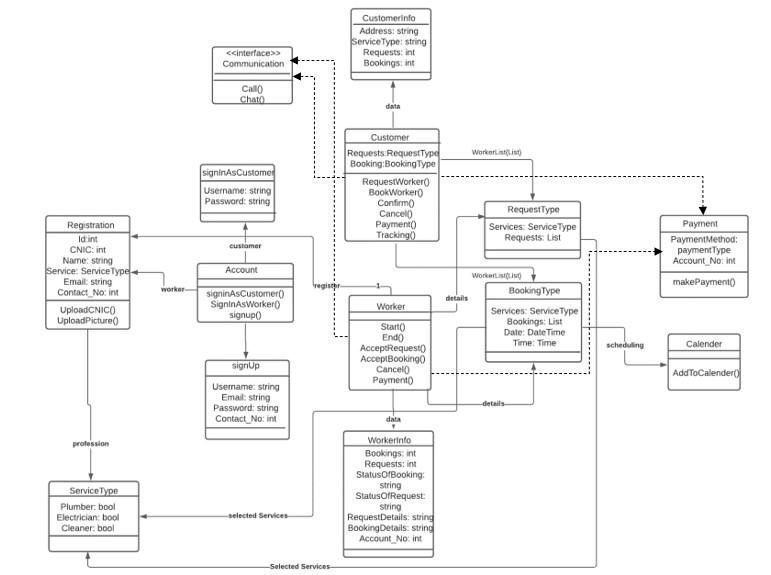 CustomerInfo
Address: string
ServiceType: string
Requests: int
Bookings: int
<<interface>>
Communication
Call()
Chat()
data
Customer
Requests:RequestType
Booking:BookingType
RequestWorker()
BookWorker()
Confirm()
Cancel()
Payment()
Tracking()
WorkerList(List)
signInAsCustomer
Username: string
Password: string
RequestType
Services: ServiceType
Requests: List
Payment
PaymentMethod:
paymentType
Account_No: int
makePayment()
Registration
Id:int
CNIC: int
Name: string
Service: ServiceType
Email: string
Contact_No: int
UploadCNIC()
UploadPicture()
customer
Account
signinAsCustomer()
SignInAsWorker()
signup()
worker
register
1
details
WorkerList(List)
BookingType
Services: ServiceType
Bookings: List
Date: DateTime
Time: Time
Worker
Start()
End()
AcceptRequest()
AcceptBooking()
Cancel()
Payment()
scheduling
Calender
AddToCalender()
signUp
Username: string
Email: string
Password: string
Contact_No: int
details
data
profession
WorkerInfo
Bookings: int
Requests: int
StatusOfBooking:
string
StatusOfRequest:
string
RequestDetails: string
BookingDetails: string
Account_No: int
ServiceType
Plumber: bool
Electrician: bool
Cleaner: bool
selected Services
Selected Services